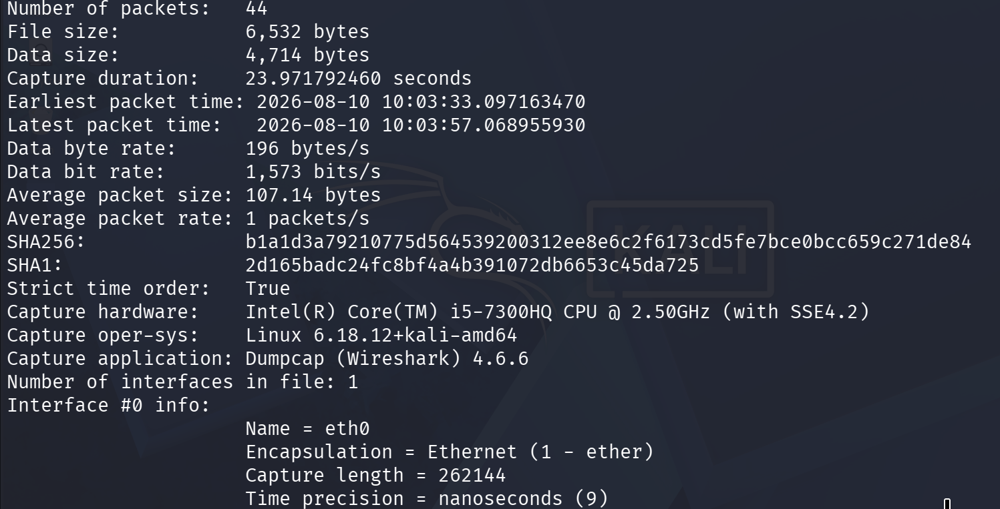 Number of packets:   44
File size:           6,532 bytes
Data size:           4,714 bytes
Capture duration:    23.971792460 seconds
Earliest packet time: 2026-08-10 10:03:33.097163470
Latest packet time:   2026-08-10 10:03:57.068955930
Data byte rate:      196 bytes/s
Data bit rate:       1,573 bits/s
Average packet size: 107.14 bytes
Average packet rate: 1 packets/s
SHA256:              b1a1d3a79210775d564539200312ee8e6c2f6173cd5fe7bce0bcc659c271de84
SHA1:                2d165badc24fc8bf4a4b391072db6653c45da725
Strict time order:   True
Capture hardware:    Intel(R) Core(TM) i5-7300HQ CPU @ 2.50GHz (with SSE4.2)
Capture oper-sys:    Linux 6.18.12+kali-amd64
Capture application: Dumpcap (Wireshark) 4.6.6
Number of interfaces in file: 1
Interface #0 info:
                     Name = eth0
                     Encapsulation = Ethernet (1 - ether)
                     Capture length = 262144
                     Time precision = nanoseconds (9)
KALI